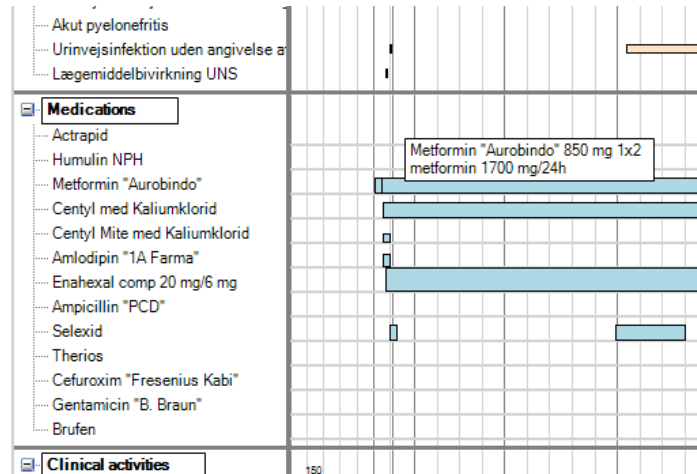 Akut pyelonefritis
Urinvejsinfektion uden angivelse a
Lægemiddelbivirkning UNS
Medications
Actrapid
Humulin NPH
Metformin "Aurobindo" 850 mg 1x2
metformin 1700 mg/24h
Metformin "Aurobindo"
Centyl med Kaliumklorid
Centyl Mite med Kaliumklorid
Amlodipin "1A Farma"
Enahexal comp 20 mg/6 mg
Ampicillin "PCD"
Selexid
Therios
Cefuroxim "Fresenius Kabi"
Gentamicin "B. Braun"
Brufen
Clinical activities
150